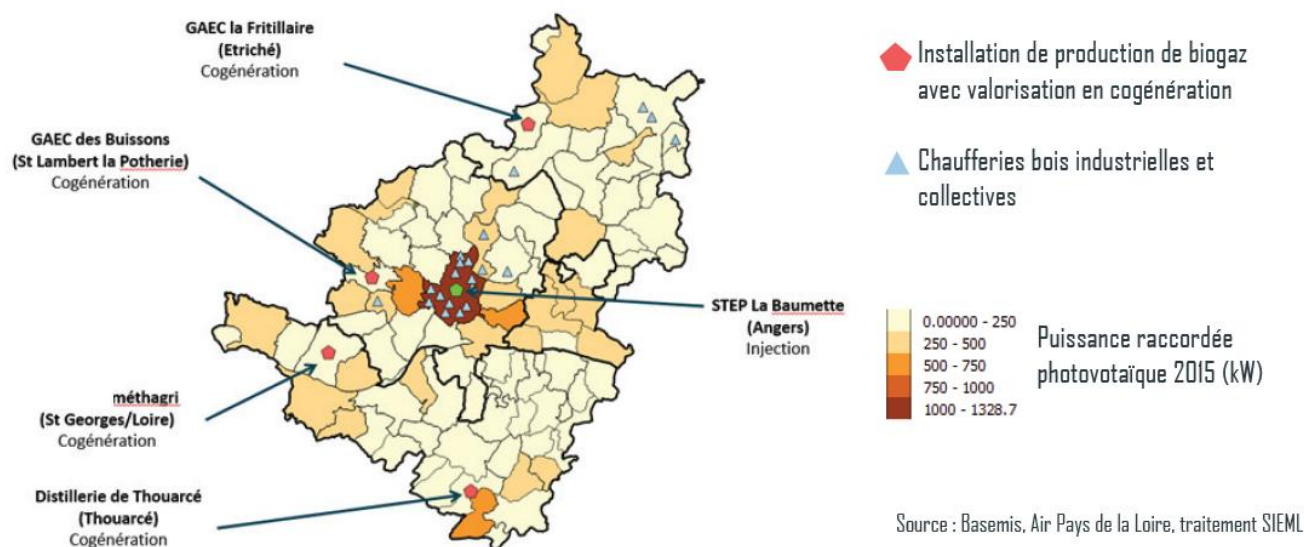 GAEC la Fritillaire
(Etriché)
Cogénération
GAEC des Buissons
(St Lambert la Potherie)
Cogénération
méthagri
(St Georges/Loire)
Cogénération
Distillerie de Thouarcé
(Thouarcé)
Cogénération
STEP La Baumette
(Angers)
Injection
Installation de production de biogaz
avec valorisation en cogénération
Chaufferies bois industrielles et
collectives
0.00000 - 250
250 - 500
500 - 750
750 - 1000
1000 - 1328.7
Puissance raccordée
photovotaïque 2015 (kW)
Source : Basemis, Air Pays de la Loire, traitement SIEML